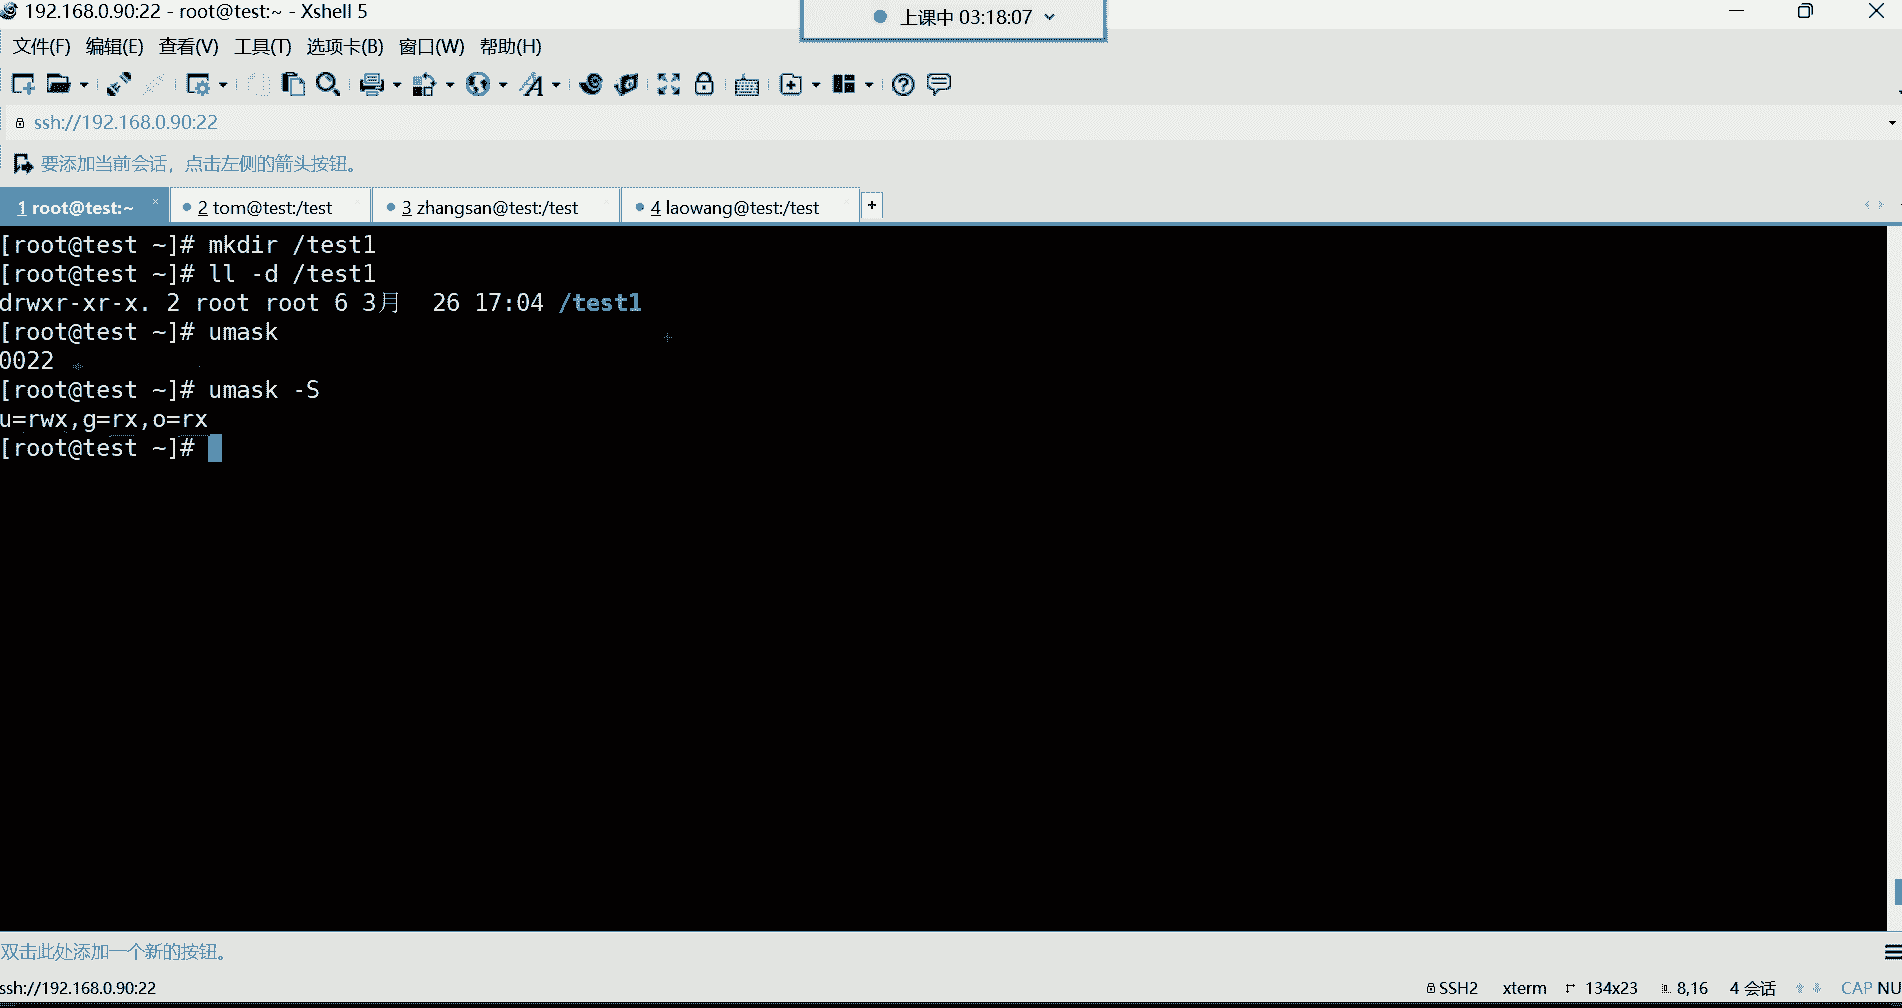 192.168.0.90:22 - root@test:~ - Xshell 5
上课中 03:18:07
文件(F) 编辑(E) 查看(V) 工具(T) 选项卡(B) 窗口(W) 帮助(H)
ssh://192.168.0.90:22
要添加当前会话，点击左侧的箭头按钮。
1 root@test:~ 2 tom@test:/test 3 zhangsan@test:/test 4 laowang@test:/test
[root@test ~]# mkdir /test1
[root@test ~]# ll -d /test1
drwxr-xr-x. 2 root root 6 3月  26 17:04 /test1
[root@test ~]# umask
0022
[root@test ~]# umask -S
u=rwx,g=rx,o=rx
[root@test ~]#
双击此处添加一个新的按钮。
ssh://192.168.0.90:22 SSH2 xterm 134x23 8,16 4 会话 CAP NU